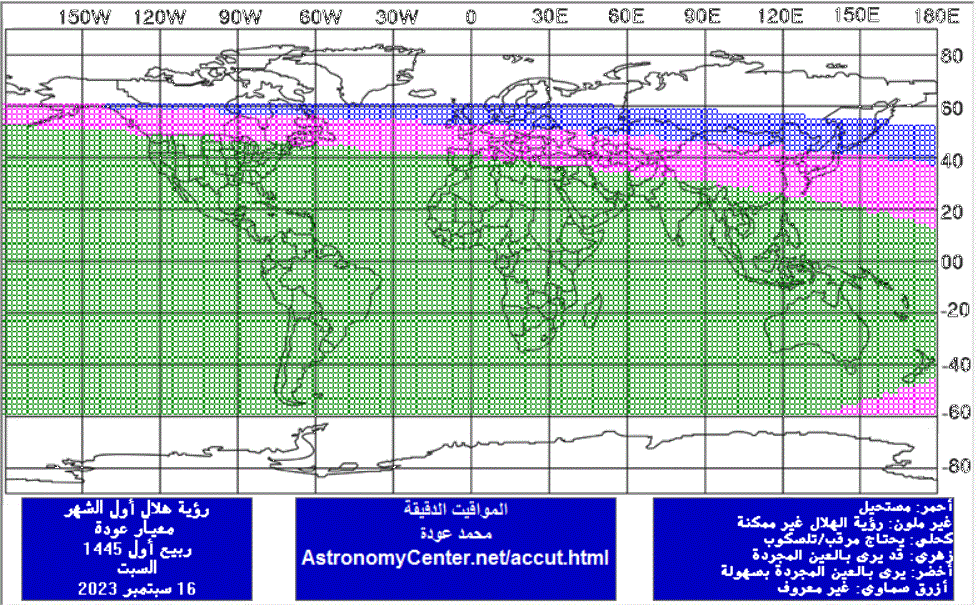 150W 120W 90W 60W 30W 0 30E 60E 90E 120E 150E 180E
80
60
40
20
00
-20
-40
-60
-80
رؤية هلال أول الشهر
معيار عودة
ربيع أول 1445
السبت
16 سبتمبر 2023
المواقيت الدقيقة
محمد عودة
AstronomyCenter.net/accut.html
أحمر: مستحيل
غير ملون: رؤية الهلال غير ممكنة
كحلي: يحتاج مرقب/تلسكوب
زهري: قد يرى بالعين المجردة
أخضر: يرى بالعين المجردة بسهولة
أزرق سماوي: غير معروف